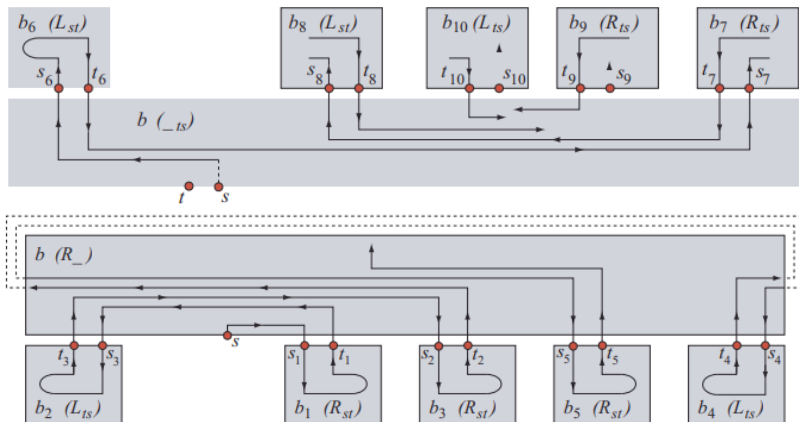 b6 (Lst) b8 (Lst) b10 (Lts) b9 (Rts) b7 (Rts)
s6 t6 s8 t8 t10 s10 t9 s9 t7 s7
b (_ts)
t s
b (R_)
s
t3 s3 s1 t1 s2 t2 s5 t5 t4 s4
b2 (Lts) b1 (Rst) b3 (Rst) b5 (Rst) b4 (Lts)